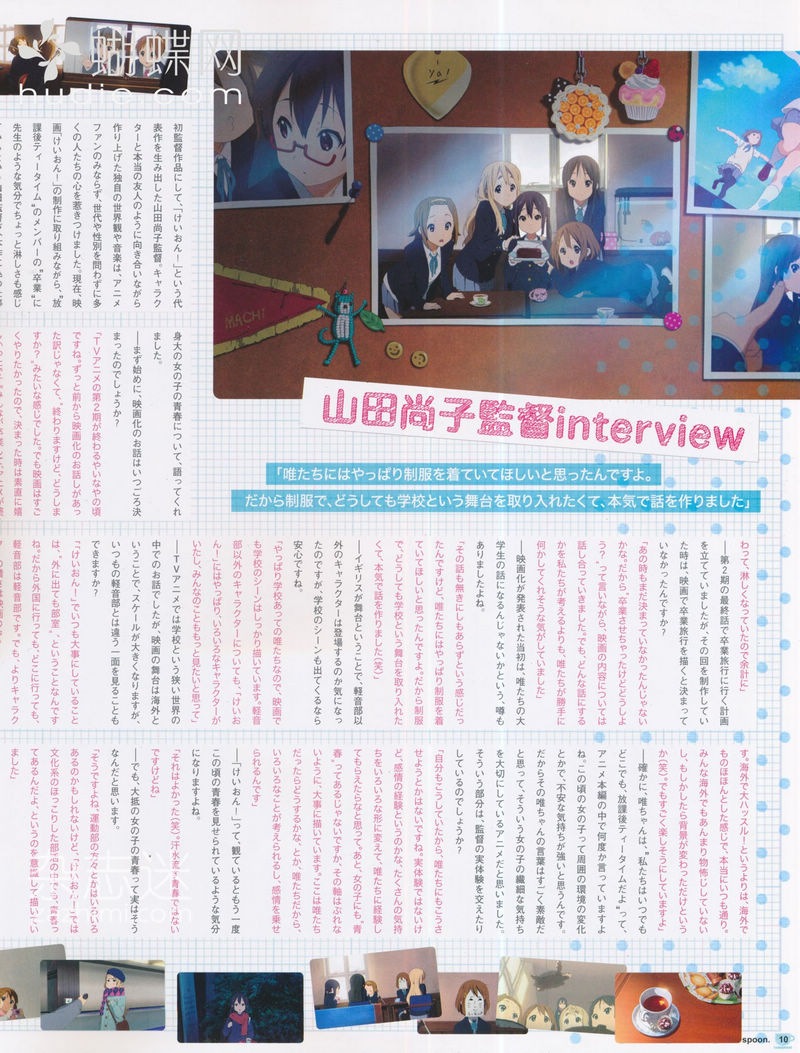 蝴蝶网
hudie.com
Ya!
MACHI
山田尚子監督interview
「唯たちにはやっぱり制服を着ていてほしいと思ったんですよ。
だから制服で、どうしても学校という舞台を取り入れたくて、本気で話を作りました」
初監督作品にして、「けいおん!」という代
表作を生み出した山田尚子監督。キャラク
ターと本当の友人のように向き合いながら
作り上げた独自の世界観や音楽は、アニメ
ファンのみならず、世代や性別を問わずに多
くの人たちの心を惹きつけました。現在、映
画「けいおん!」の制作に取り組みながら、“放
課後ティータイム”のメンバーの“卒業”に
先生のような気分でちょっと淋しさも感じ
身大の女の子の青春について、語ってくれ
ました。
──まず始めに、映画化のお話はいつごろ決
まったのでしょうか?
「TVアニメの第2期が終わるやいなやの頃
ですね。ずっと前から映画化のお話しがあっ
た訳じゃなくて、“終わりますけど、どうしま
すか?”みたいな感じでした。でも映画はすご
くやりたかったので、決まった時は素直に嬉
わって、淋しくなっていたので余計に」
──第2期の最終話で卒業旅行に行く計画
を立てていましたが、その回を制作してい
た時は、映画で卒業旅行を描くと決まって
いなかったんですか?
「あの時もまだ決まっていなかったんじゃない
かな。だから“卒業させちゃったけどどうしよ
う?”って言いながら、映画の内容については
話し合っていきました。でも、どんな話にする
かを私たちが考えるよりも、唯たちが勝手に
何かしてくれそうな気がしていました」
──映画化が発表された当初は、唯たちの大
学生の話になるんじゃないかという、噂も
ありましたよね。
「その話も無きにしもあらずという感じだっ
たんですけど、唯たちにはやっぱり制服を着
ていてほしいと思ったんですよ。だから制服
で、どうしても学校という舞台を取り入れた
くて、本気で話を作りました(笑)」
──イギリスが舞台ということで、軽音部以
外のキャラクターは登場するのか気になっ
たのですが、学校のシーンも出てくるなら
安心ですね。
「やっぱり学校あっての唯たちなので、映画で
も学校のシーンはしっかり描いています。軽音
部以外のキャラクターについても、「けいお
ん!」にはやっぱり、いろいろなキャラクターが
いたし、みんなのことももっと見たいと思って」
──TVアニメでは学校という狭い世界の
中でのお話でしたが、映画の舞台は海外と
いうことで、スケールが大きくなりますが、
いつもの軽音部とは違う一面を見ることも
できますか?
「「けいおん!」でいつも大事にしていること
は、“外に出ても部室”、ということなんです
ね。だから外国に行っても、どこに行っても、
軽音部は軽音部です。でも、よりキャラク
す。海外で大ハッスル!というよりは、海外で
ものほほんとした感じで、本当にいつも通り。
みんな海外でもあんまり物怖じしていない
し、もしかしたら背景が変わっただけという
か(笑)。でもすごく楽しそうにしていますよ」
──確かに、唯ちゃんは、“私たちはいつでも
どこでも、放課後ティータイムだよ”って、
アニメ本編の中で何度か言っていますよ
ね。この頃の女の子って周囲の環境の変化
とかで、不安な気持ちが強いと思うんです。
だからその唯ちゃんの言葉はすごく素敵だ
と思って、そういう女の子の繊細な気持ち
を大切にしているアニメだと思いました。
そういう部分は、監督の実体験を交えたり
しているのでしょうか?
「自分もこうしていたから、唯たちにもこうさ
せようとかはないですね。実体験ではないけ
ど、感情の経験というのかな、たくさんの気持
ちをいろいろな形に変えて、唯たちに経験し
てもらえたらなと思って。あと、女の子にも“青
春”ってあるじゃないですか、その軸はぶれな
いように、大事に描いています。ここは唯たち
だったらどうするかな、とか、唯たちだから、
いろいろなことが考えられるし、感情を乗せ
られるんです」
──「けいおん!」って、観ているともう一度
この頃の青春を見せられているような気分
になりますよね。
「それはよかった(笑)。“汗水流す青春”ではない
ですけどね」
──でも、大抵の女の子の青春って実はそう
なんだと思います。
「そうですよね。運動部の方々とかはいろいろ
あるのかもしれないけど、「けいおん!」では
文化系のほっこりした部
てあるんだよ、というのを意識して描いてい
ました」
spoon. 10